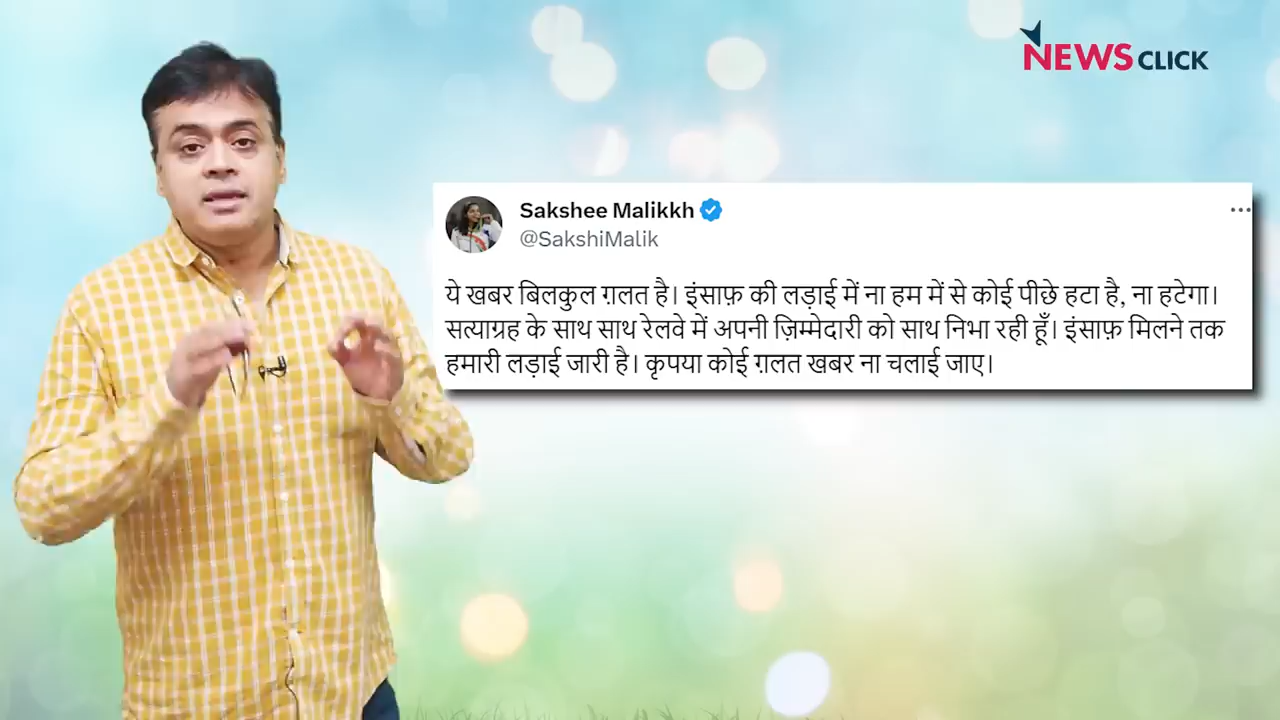 NEWS CLICK
Sakshee Malikkh
@SakshiMalik
ये खबर बिलकुल ग़लत है। इंसाफ़ की लड़ाई में ना हम में से कोई पीछे हटा है, ना हटेगा।
सत्याग्रह के साथ साथ रेलवे में अपनी ज़िम्मेदारी को साथ निभा रही हूँ। इंसाफ़ मिलने तक
हमारी लड़ाई जारी है। कृपया कोई ग़लत खबर ना चलाई जाए।